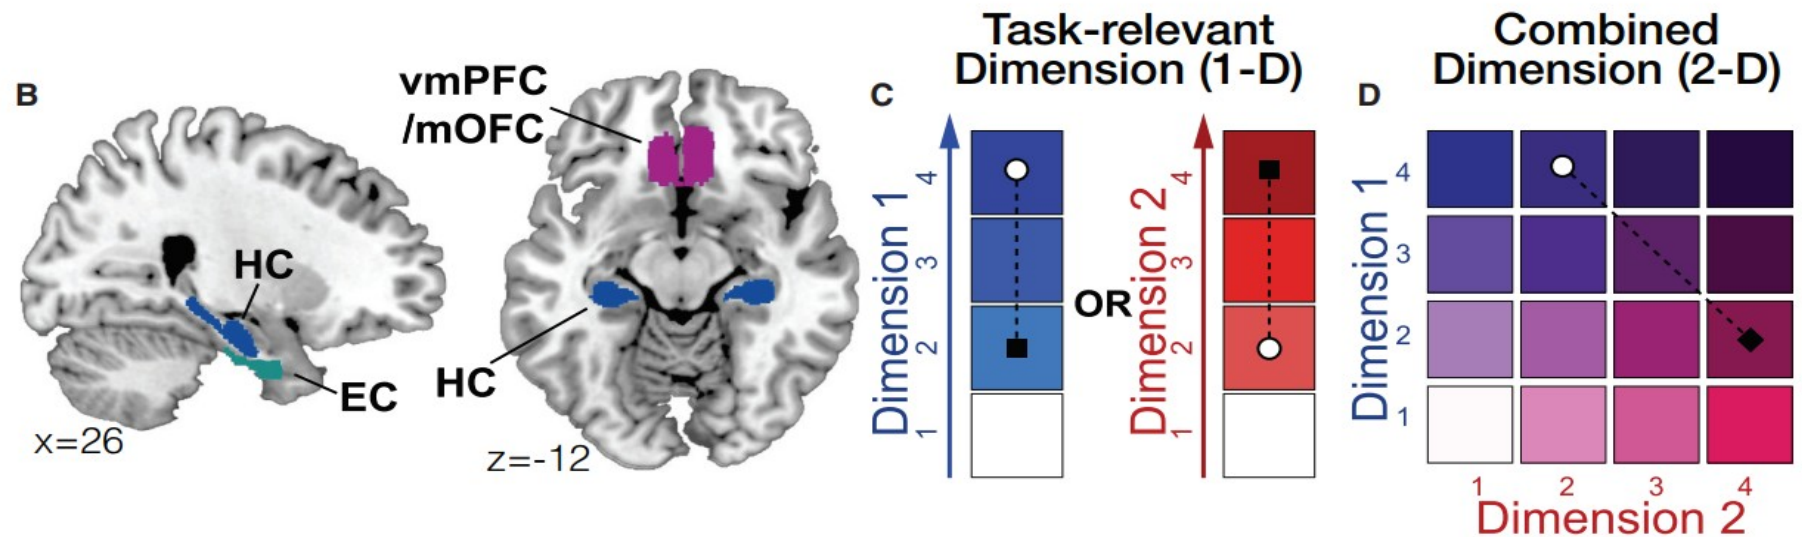 B
vmPFC
/mOFC
HC
EC
x=26
HC
z=-12
C
Task-relevant
Dimension (1-D)
Dimension 1
4
3
2
1
OR
Dimension 2
4
3
2
1
D
Combined
Dimension (2-D)
Dimension 1
4
3
2
1
1 2 3 4
Dimension 2